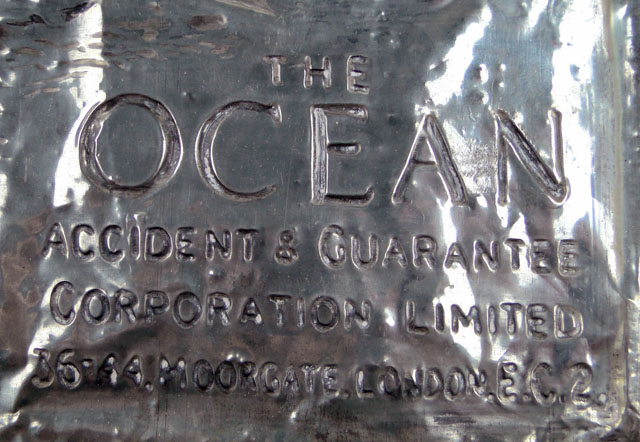 THE
OCEAN
ACCIDENT & GUARANTEE
CORPORATION LIMITED
36-44, MOORGATE, LONDON, E.C.2.